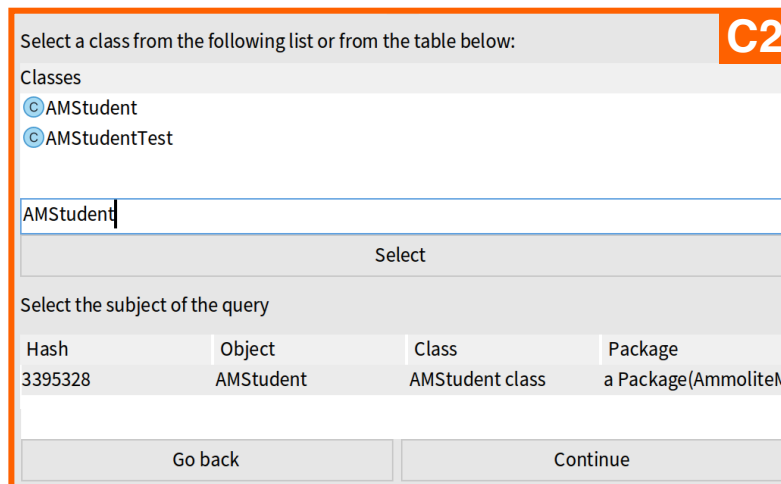 Select a class from the following list or from the table below:
C2
Classes
C AMStudent
C AMStudentTest
AMStudent
Select
Select the subject of the query
Hash Object Class Package
3395328 AMStudent AMStudent class a Package(Ammolite
Go back Continue